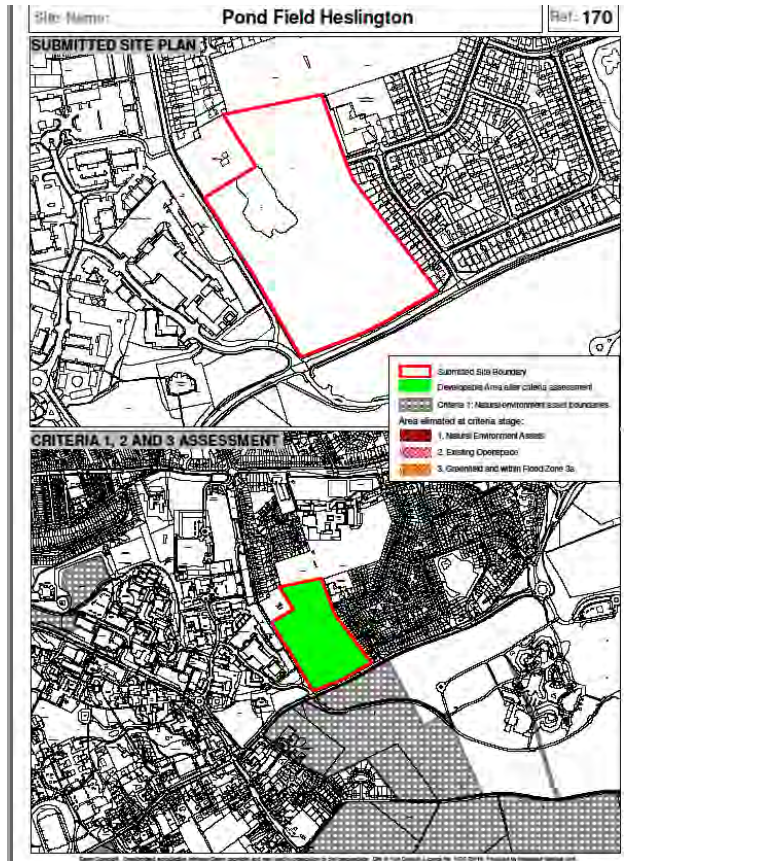 Site Name:
Pond Field Heslington
Ref: 170
SUBMITTED SITE PLAN
Submitted Site Boundary
Developable Area after criteria assessment
Criteria 1: Natural environment asset boundaries
Area elimated at criteria stage:
1. Natural Environment Assets
2. Existing Openspace
3. Greenfield and within Flood Zone 3a
CRITERIA 1, 2 AND 3 ASSESSMENT